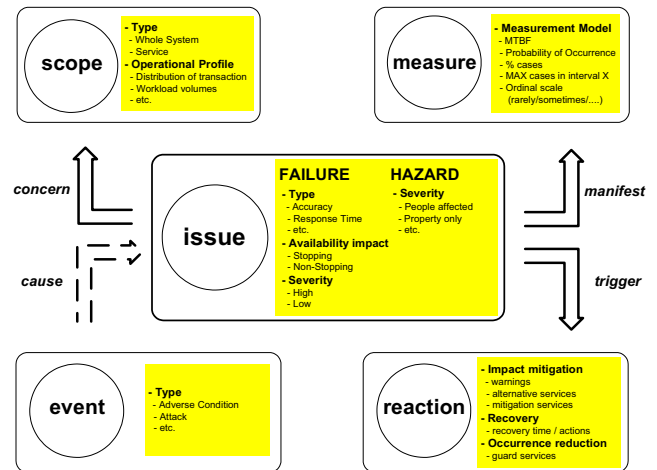 scope
- Type
- Whole System
- Service
- Operational Profile
- Distribution of transaction
- Workload volumes
- etc.
measure
- Measurement Model
- MTBF
- Probability of Occurrence
- % cases
- MAX cases in interval X
- Ordinal scale
(rarely/sometimes/....)
concern
manifest
cause
trigger
issue
FAILURE
- Type
- Accuracy
- Response Time
- etc.
- Availability impact
- Stopping
- Non-Stopping
- Severity
- High
- Low
HAZARD
- Severity
- People affected
- Property only
- etc.
event
- Type
- Adverse Condition
- Attack
- etc.
reaction
- Impact mitigation
- warnings
- alternative services
- mitigation services
- Recovery
- recovery time / actions
- Occurrence reduction
- guard services